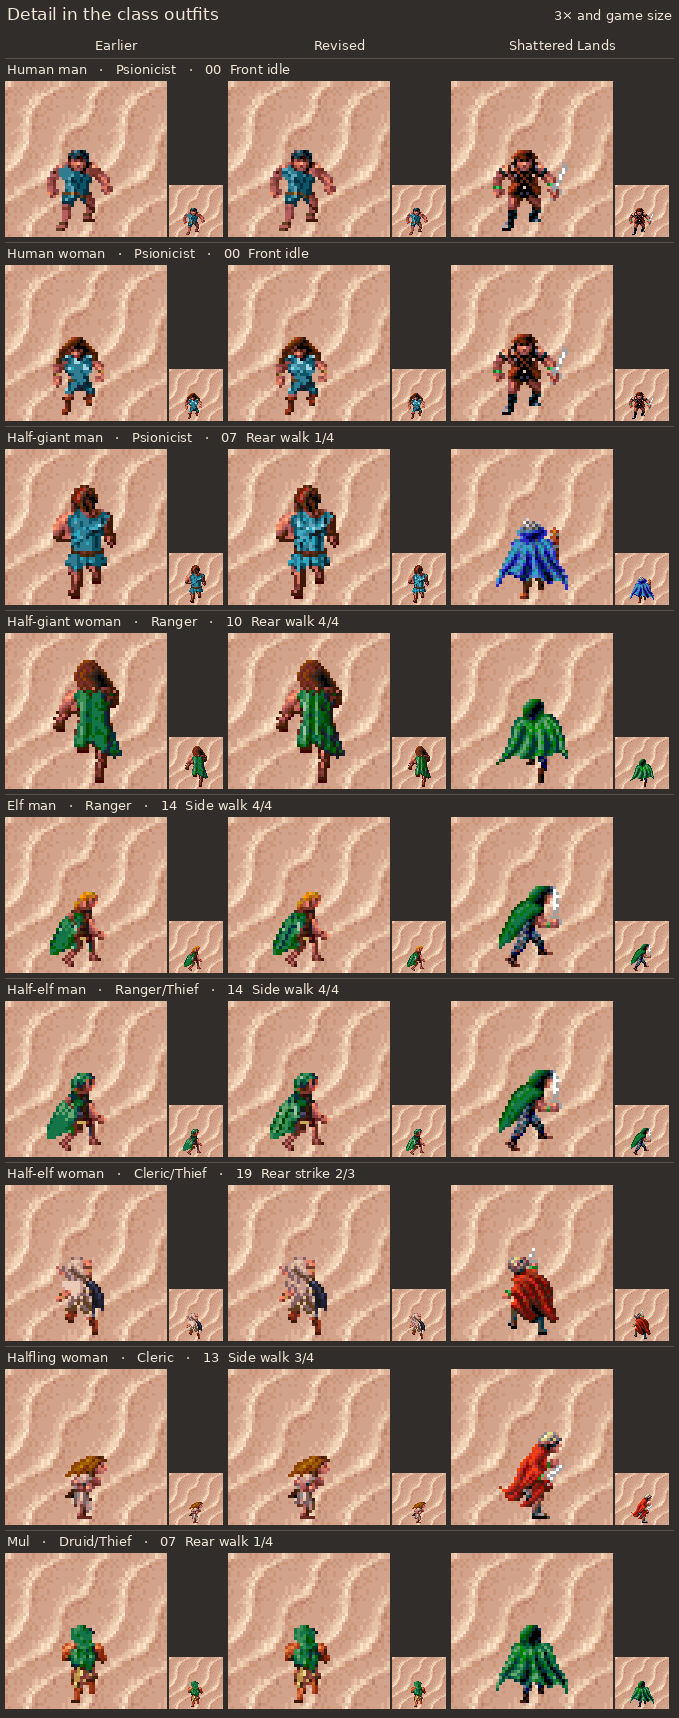 Detail in the class outfits
3× and game size
Earlier Revised Shattered Lands
Human man · Psionicist · 00 Front idle
Human woman · Psionicist · 00 Front idle
Half-giant man · Psionicist · 07 Rear walk 1/4
Half-giant woman · Ranger · 10 Rear walk 4/4
Elf man · Ranger · 14 Side walk 4/4
Half-elf man · Ranger/Thief · 14 Side walk 4/4
Half-elf woman · Cleric/Thief · 19 Rear strike 2/3
Halfling woman · Cleric · 13 Side walk 3/4
Mul · Druid/Thief · 07 Rear walk 1/4